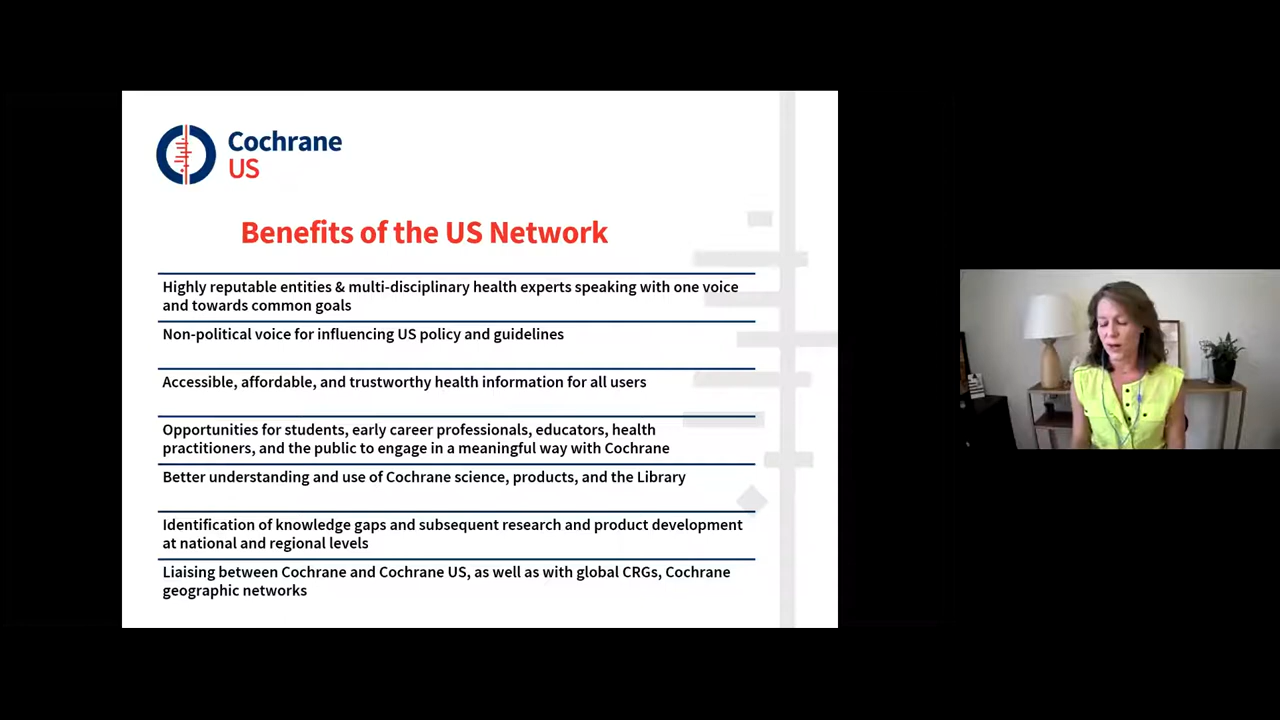 Cochrane
US
Benefits of the US Network
Highly reputable entities & multi-disciplinary health experts speaking with one voice
and towards common goals
Non-political voice for influencing US policy and guidelines
Accessible, affordable, and trustworthy health information for all users
Opportunities for students, early career professionals, educators, health
practitioners, and the public to engage in a meaningful way with Cochrane
Better understanding and use of Cochrane science, products, and the Library
Identification of knowledge gaps and subsequent research and product development
at national and regional levels
Liaising between Cochrane and Cochrane US, as well as with global CRGs, Cochrane
geographic networks